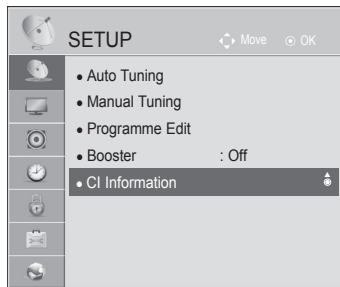 SETUP
Move OK
• Auto Tuning
• Manual Tuning
• Programme Edit
• Booster : Off
• CI Information